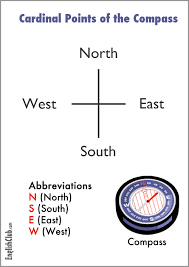 Cardinal Points of the Compass
North
West
East
South
Abbreviations
N (North)
S (South)
E (East)
W (West)
Compass
EnglishClub.com